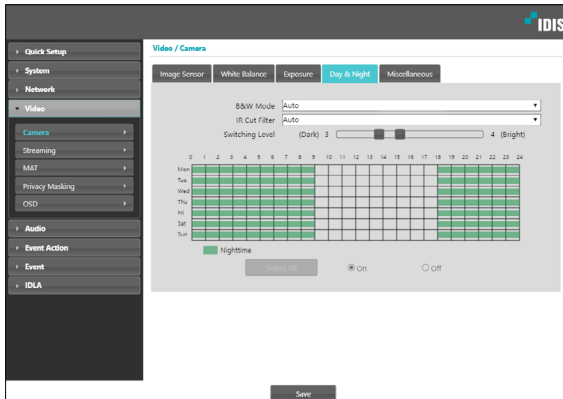 IDIS
Quick Setup
System
Network
Video
Camera
Streaming
MAT
Privacy Masking
OSD
Audio
Event Action
Event
IDLA
Video / Camera
Image Sensor White Balance Exposure Day & Night Miscellaneous
B&W Mode Auto
IR Cut Filter Auto
Switching Level (Dark) 3 4 (Bright)
0 1 2 3 4 5 6 7 8 9 10 11 12 13 14 15 16 17 18 19 20 21 22 23 24
Mon
Tue
Wed
Thu
Fri
Sat
Sun
Nighttime
Select All On Off
Save